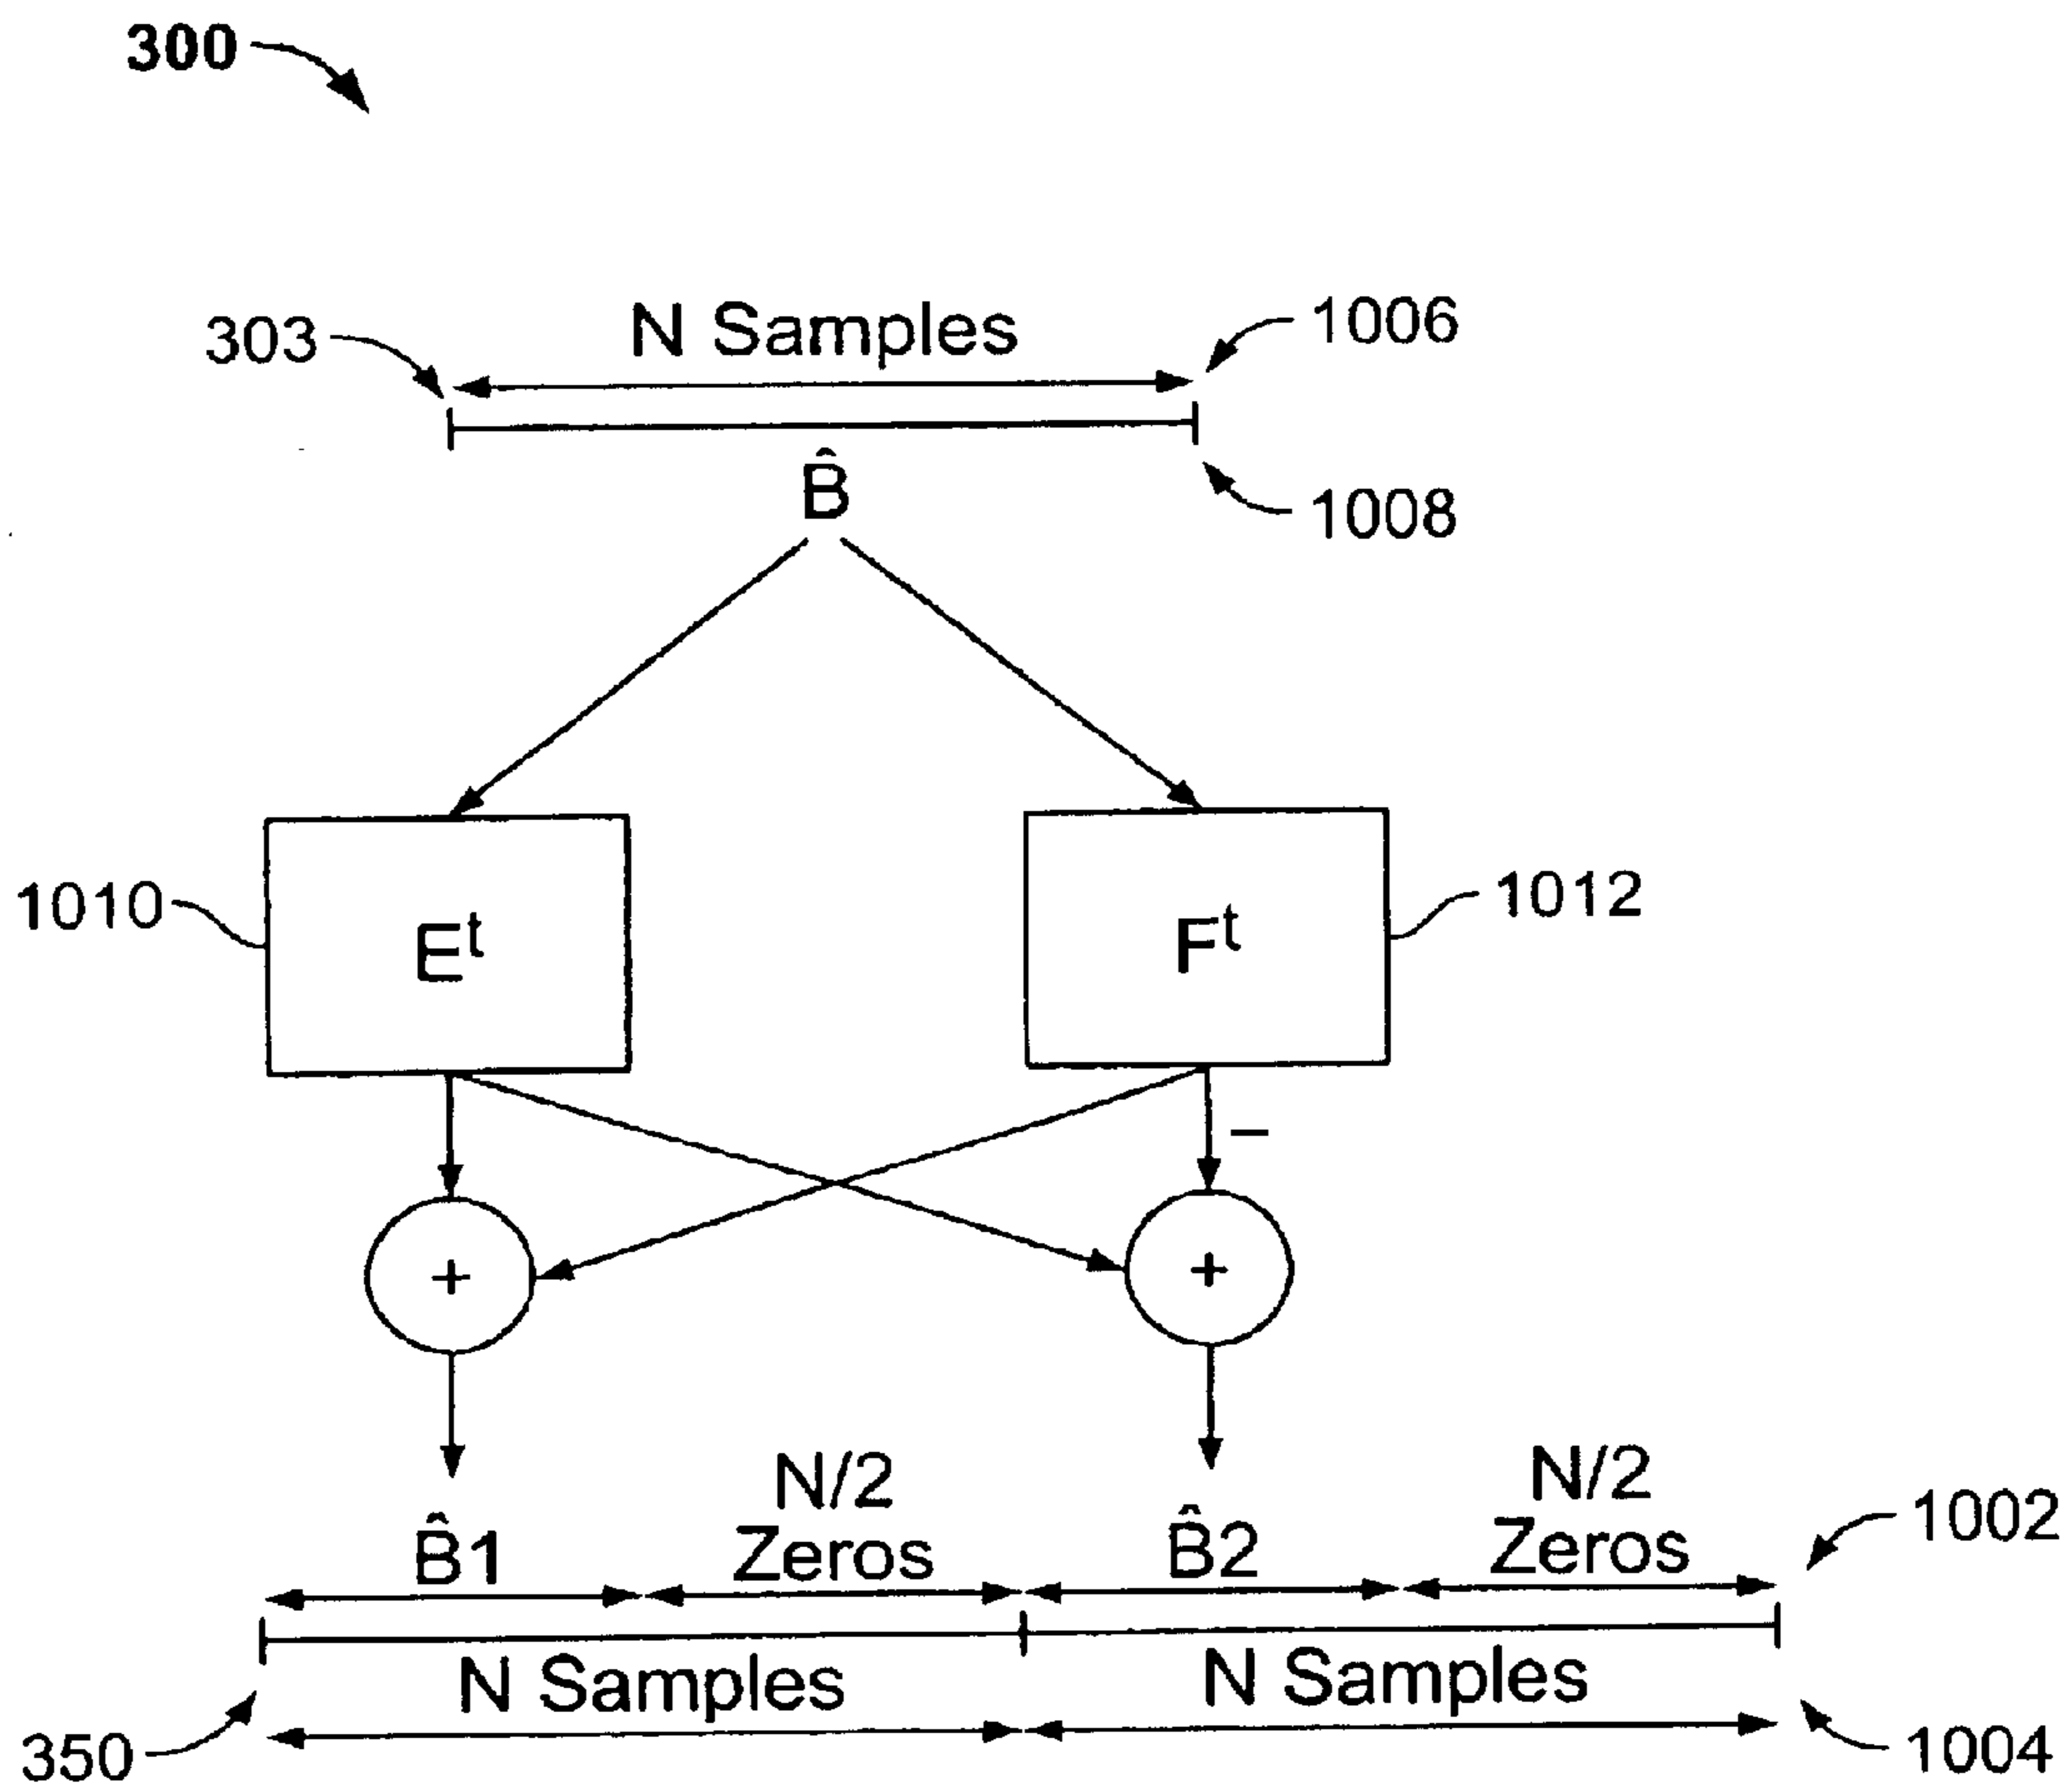 300
303
N Samples
1006
B̂
1008
1010
Eᵗ
Fᵗ
1012
−
+
+
B̂1
N/2
Zeros
B̂2
N/2
Zeros
1002
N Samples
N Samples
350
1004